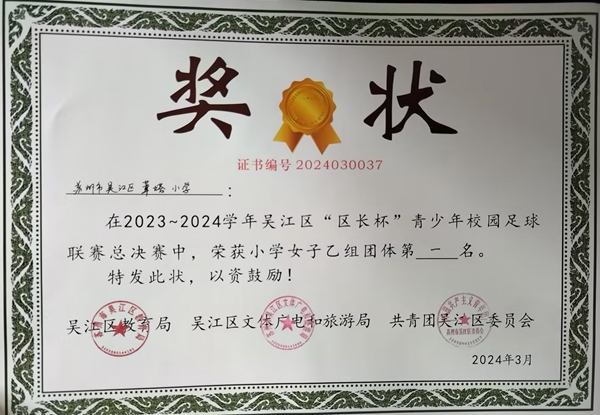 奖状
证书编号 2024030037
苏州市吴江区 莘塔 小学：
在2023~2024学年吴江区“区长杯”青少年校园足球
联赛总决赛中，荣获小学女子乙组团体第 一 名。
特发此状，以资鼓励！
吴江区教育局 吴江区文体广电和旅游局 共青团吴江区委员会
2024年3月